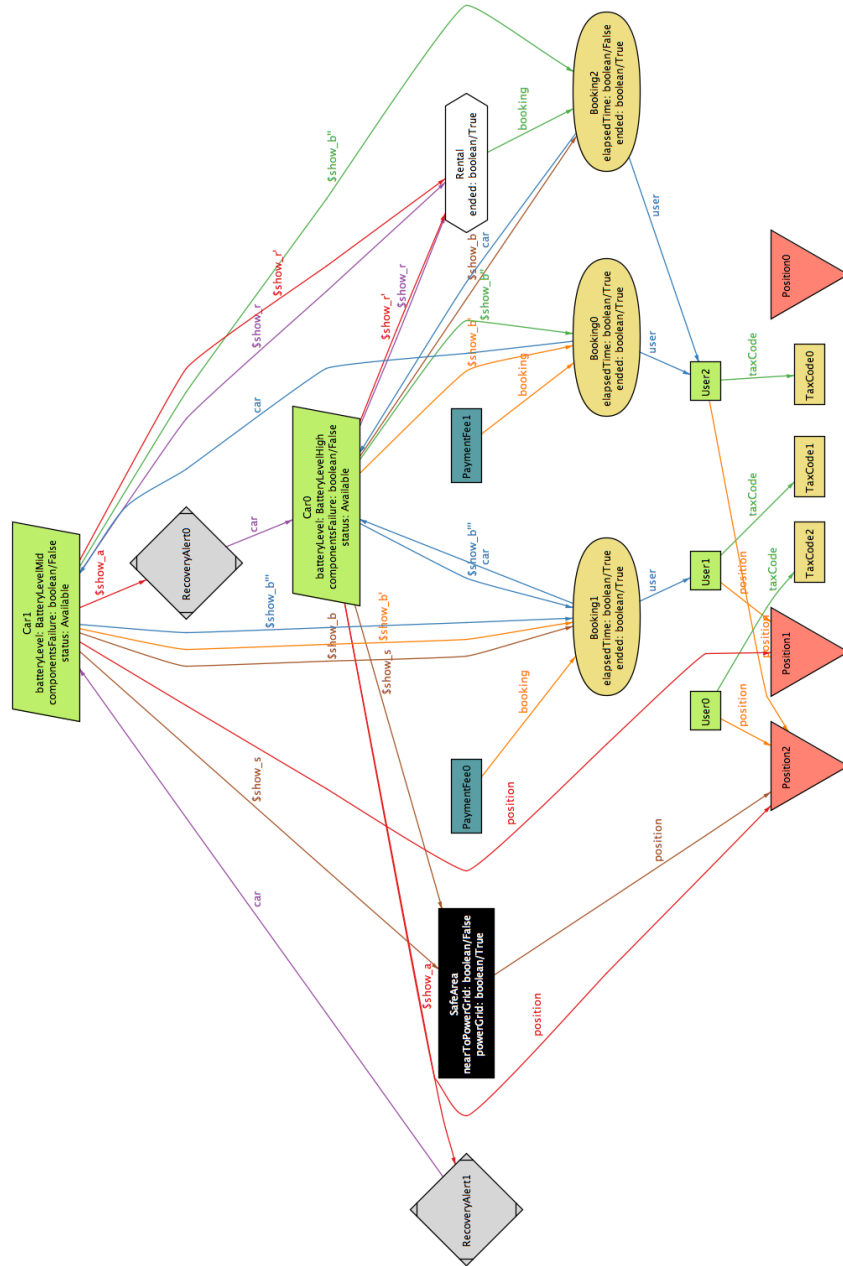 Car1
batteryLevel: BatteryLevelMid
componentsFailure: boolean/False
status: Available
$show_a
RecoveryAlert0
car
Car0
batteryLevel: BatteryLevelHigh
componentsFailure: boolean/False
status: Available
$show_r'
$show_r
$show_b''
car
$show_r'
$show_r
Rental
ended: boolean/True
booking
$show_b
car
$show_b''
$show_b'
booking
PaymentFee1
Booking2
elapsedTime: boolean/False
ended: boolean/True
Booking0
elapsedTime: boolean/True
ended: boolean/True
user
user
$show_b'''
car
$show_b'''
$show_b'
$show_b
$show_s
Booking1
elapsedTime: boolean/True
ended: boolean/True
user
booking
PaymentFee0
$show_s
car
SafeArea
nearToPowerGrid: boolean/False
powerGrid: boolean/True
$show_a
RecoveryAlert1
position
position
position
User2
taxCode
TaxCode0
User1
taxCode
TaxCode1
position
position
User0
taxCode
TaxCode2
position
Position0
Position1
Position2